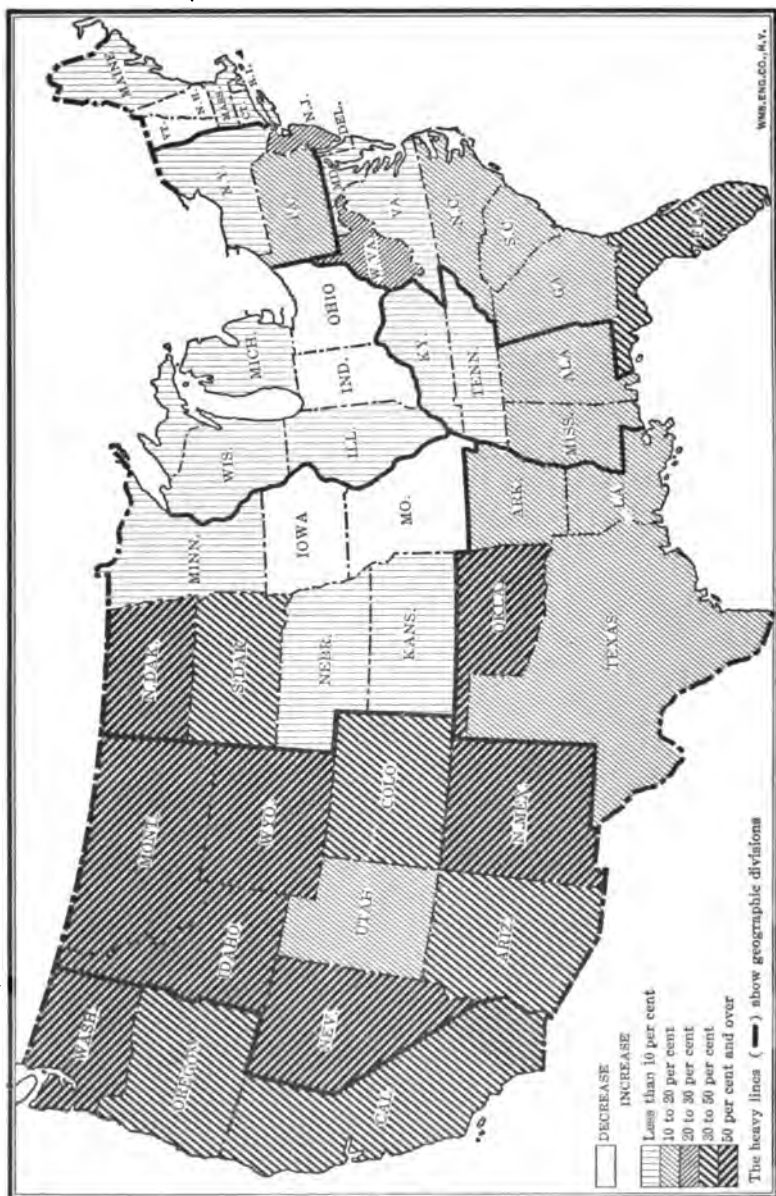 WASH.
OREGON
CAL.
IDAHO
NEV.
MONT.
WYO.
UTAH
ARIZ.
COLO.
N.MEX.
N.DAK.
S.DAK.
NEBR.
KANS.
OKLA.
TEXAS
MINN.
IOWA
MO.
ARK.
LA.
WIS.
ILL.
MICH.
IND.
OHIO
KY.
TENN.
MISS.
ALA.
GA.
FLA.
S.C.
N.C.
VA.
W.VA.
MD.
DEL.
PA.
N.J.
N.Y.
VT.
N.H.
MAINE
MASS.
CT.
R.I.
DECREASE
INCREASE
Less than 10 per cent
10 to 20 per cent
20 to 30 per cent
30 to 50 per cent
50 per cent and over
The heavy lines (━) show geographic divisions
WMS.ENG.CO.,N.Y.